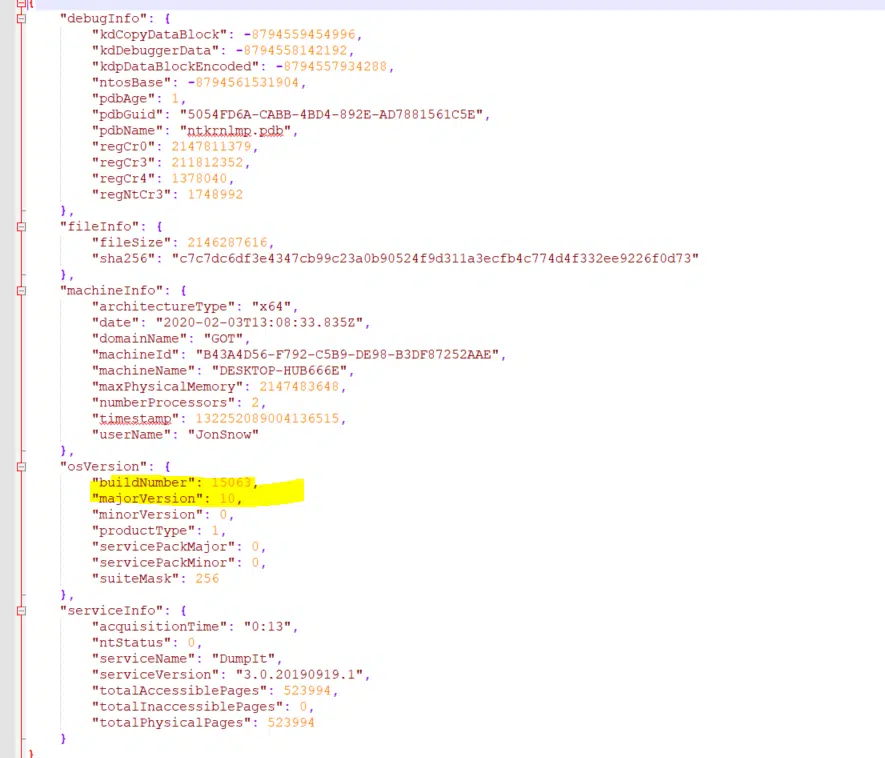 {
"debugInfo": {
"kdCopyDataBlock": -8794559454996,
"kdDebuggerData": -8794558142192,
"kdpDataBlockEncoded": -8794557934288,
"ntosBase": -8794561531904,
"pdbAge": 1,
"pdbGuid": "5054FD6A-CABB-4BD4-892E-AD7881561C5E",
"pdbName": "ntkrnlmp.pdb",
"regCr0": 2147811379,
"regCr3": 211812352,
"regCr4": 1378040,
"regNtCr3": 1748992
},
"fileInfo": {
"fileSize": 2146287616,
"sha256": "c7c7dc6df3e4347cb99c23a0b90524f9d311a3ecfb4c774d4f332ee9226f0d73"
},
"machineInfo": {
"architectureType": "x64",
"date": "2020-02-03T13:08:33.835Z",
"domainName": "GOT",
"machineId": "B43A4D56-F792-C5B9-DE98-B3DF87252AAE",
"machineName": "DESKTOP-HUB666E",
"maxPhysicalMemory": 2147483648,
"numberProcessors": 2,
"timestamp": 132252089004136515,
"userName": "JonSnow"
},
"osVersion": {
"buildNumber": 15063,
"majorVersion": 10,
"minorVersion": 0,
"productType": 1,
"servicePackMajor": 0,
"servicePackMinor": 0,
"suiteMask": 256
},
"serviceInfo": {
"acquisitionTime": "0:13",
"ntStatus": 0,
"serviceName": "DumpIt",
"serviceVersion": "3.0.20190919.1",
"totalAccessiblePages": 523994,
"totalInaccessiblePages": 0,
"totalPhysicalPages": 523994
}
}